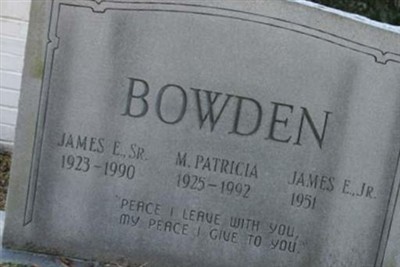 BOWDEN
JAMES E., SR.
1923-1990
M. PATRICIA
1925-1992
JAMES E., JR.
1951
"PEACE I LEAVE WITH YOU,
MY PEACE I GIVE TO YOU."